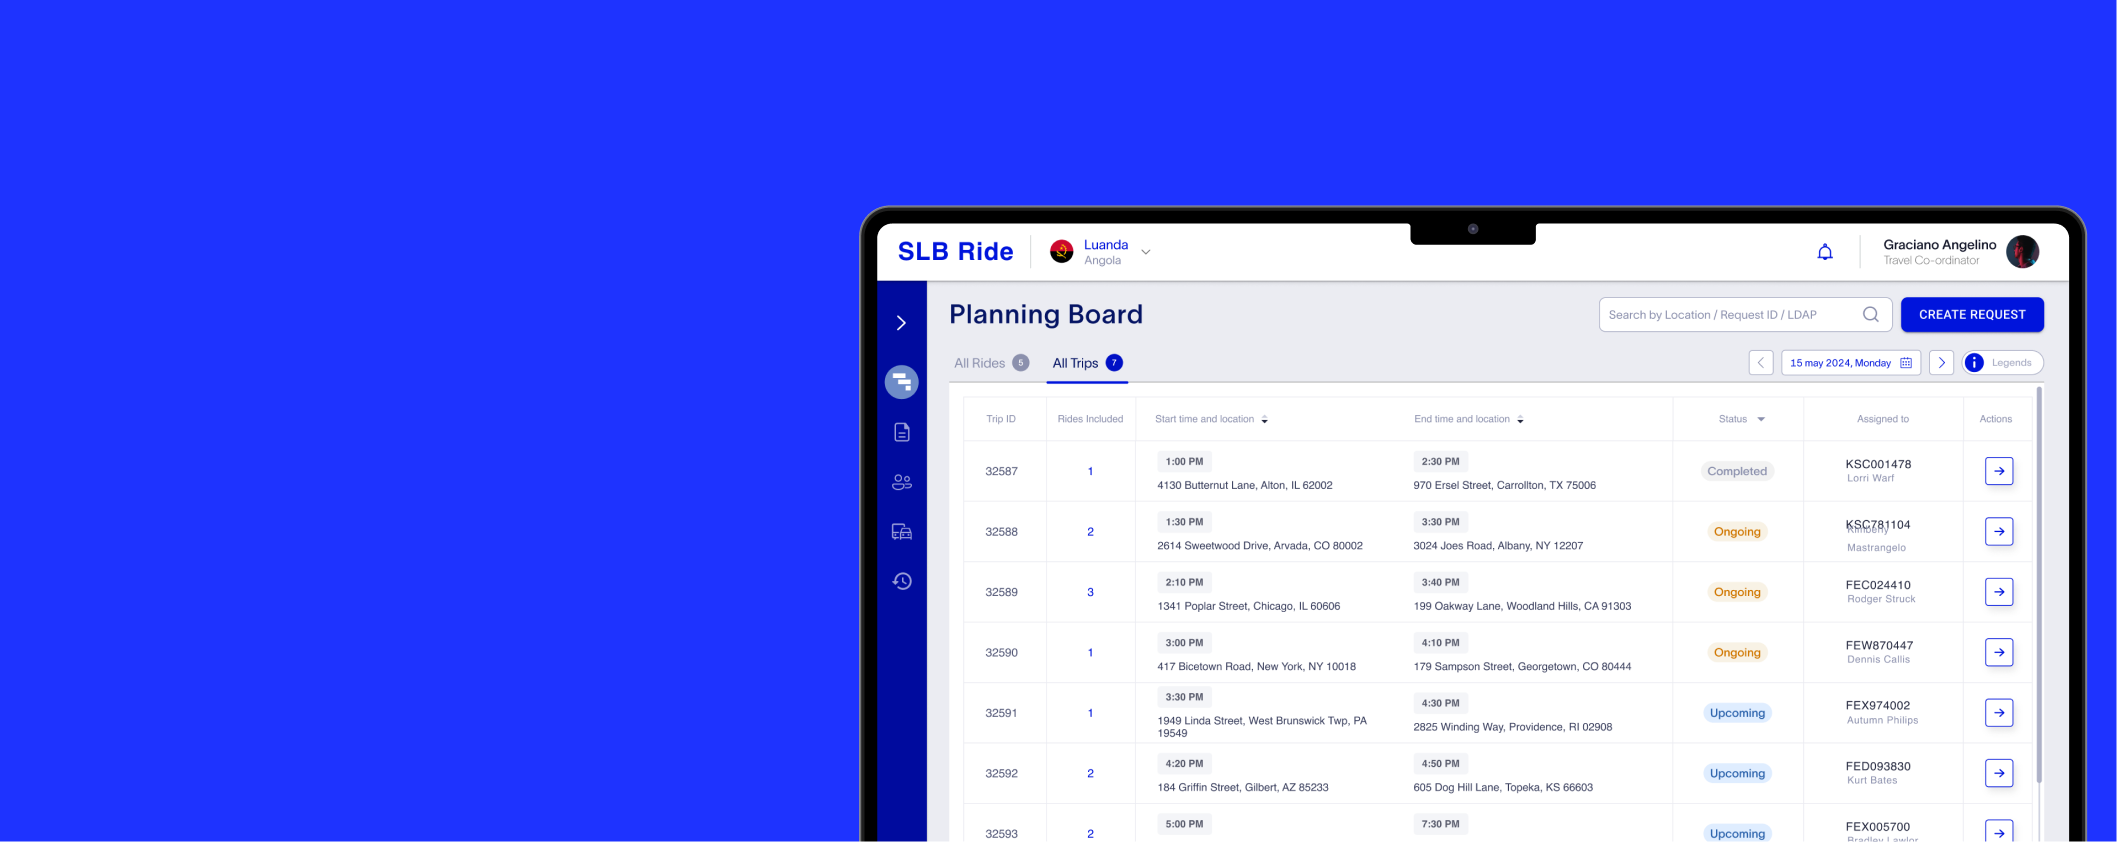 SLB Ride
Luanda
Angola
Graciano Angelino
Travel Co-ordinator
Planning Board
Search by Location / Request ID / LDAP
CREATE REQUEST
All Rides 5
All Trips 7
15 may 2024, Monday
i Legends
Trip ID Rides Included Start time and location End time and location Status Assigned to Actions
32587 1
1:00 PM
4130 Butternut Lane, Alton, IL 62002
2:30 PM
970 Ersel Street, Carrollton, TX 75006
Completed
KSC001478
Lorri Warf
32588 2
1:30 PM
2614 Sweetwood Drive, Arvada, CO 80002
3:30 PM
3024 Joes Road, Albany, NY 12207
Ongoing
KSC781104
Kimberly
Mastrangelo
32589 3
2:10 PM
1341 Poplar Street, Chicago, IL 60606
3:40 PM
199 Oakway Lane, Woodland Hills, CA 91303
Ongoing
FEC024410
Rodger Struck
32590 1
3:00 PM
417 Bicetown Road, New York, NY 10018
4:10 PM
179 Sampson Street, Georgetown, CO 80444
Ongoing
FEW870447
Dennis Callis
32591 1
3:30 PM
1949 Linda Street, West Brunswick Twp, PA
19549
4:30 PM
2825 Winding Way, Providence, RI 02908
Upcoming
FEX974002
Autumn Philips
32592 2
4:20 PM
184 Griffin Street, Gilbert, AZ 85233
4:50 PM
605 Dog Hill Lane, Topeka, KS 66603
Upcoming
FED093830
Kurt Bates
32593 2
5:00 PM
7:30 PM
Upcoming
FEX005700
Bradley Lawlor